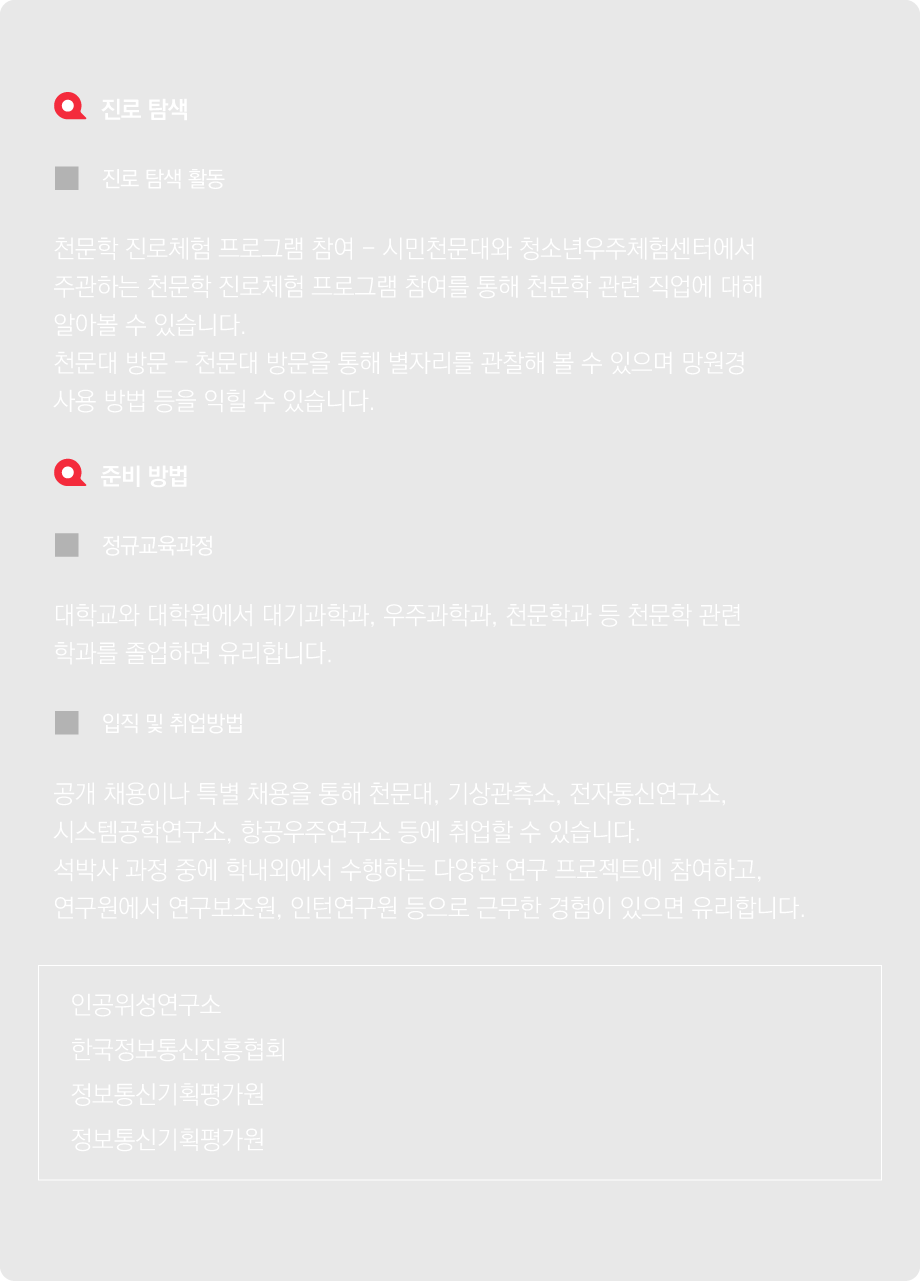 진로 탐색
진로 탐색 활동
천문학 진로체험 프로그램 참여 - 시민천문대와 청소년우주체험센터에서
주관하는 천문학 진로체험 프로그램 참여를 통해 천문학 관련 직업에 대해
알아볼 수 있습니다.
천문대 방문 - 천문대 방문을 통해 별자리를 관찰해 볼 수 있으며 망원경
사용 방법 등을 익힐 수 있습니다.
준비 방법
정규교육과정
대학교와 대학원에서 대기과학과, 우주과학과, 천문학과 등 천문학 관련
학과를 졸업하면 유리합니다.
입직 및 취업방법
공개 채용이나 특별 채용을 통해 천문대, 기상관측소, 전자통신연구소,
시스템공학연구소, 항공우주연구소 등에 취업할 수 있습니다.
석박사 과정 중에 학내외에서 수행하는 다양한 연구 프로젝트에 참여하고,
연구원에서 연구보조원, 인턴연구원 등으로 근무한 경험이 있으면 유리합니다.
인공위성연구소
한국정보통신진흥협회
정보통신기획평가원
정보통신기획평가원